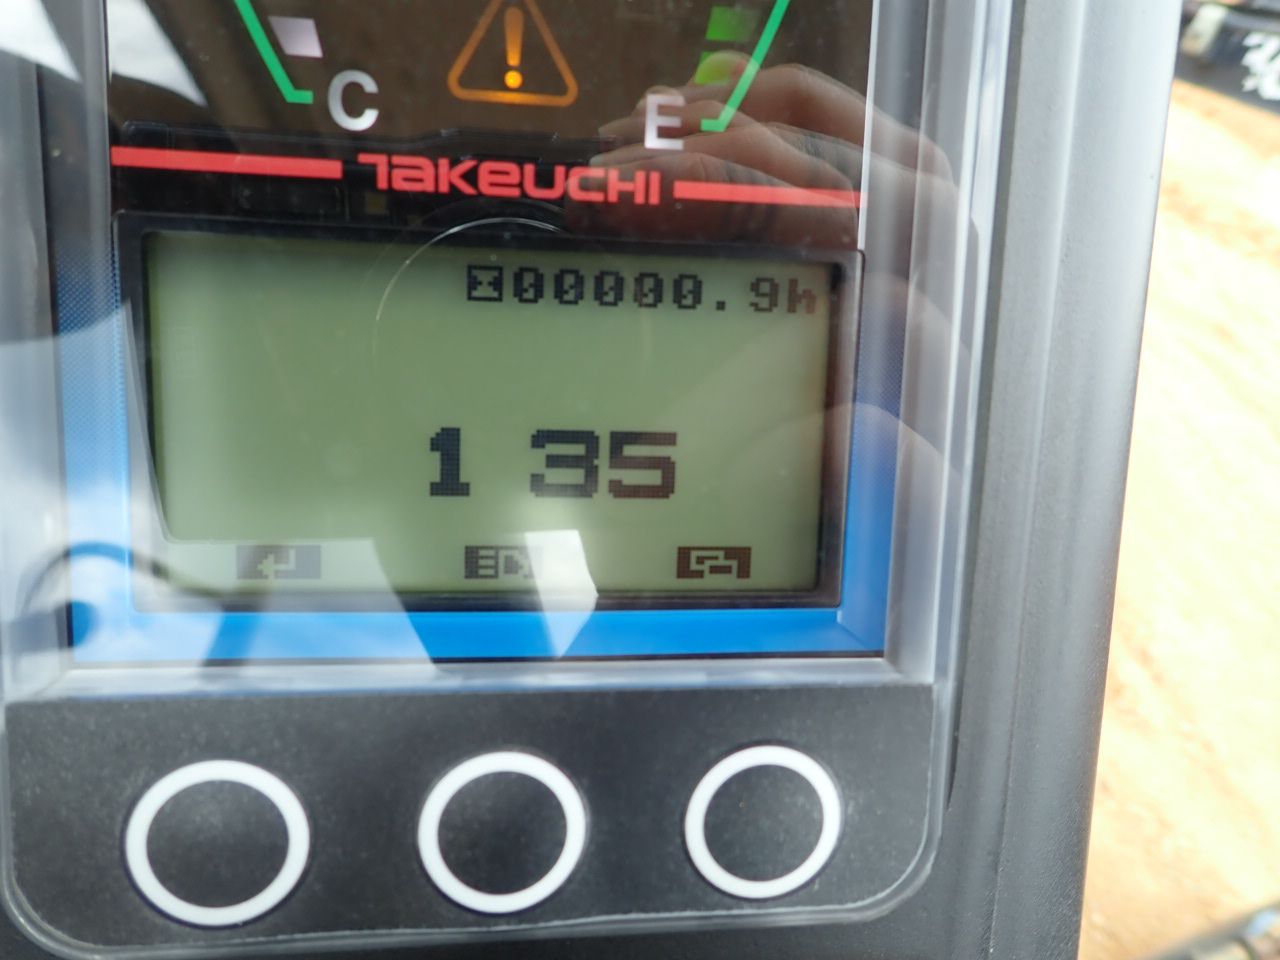 C
E
TAKEUCHI
00000.9h
1 35